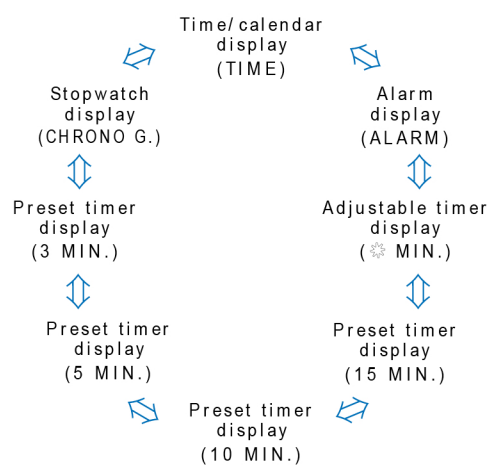 Time/calendar
display
(TIME)
Stopwatch
display
(CHRONO G.)
Alarm
display
(ALARM)
Preset timer
display
(3 MIN.)
Adjustable timer
display
( MIN.)
Preset timer
display
(5 MIN.)
Preset timer
display
(15 MIN.)
Preset timer
display
(10 MIN.)